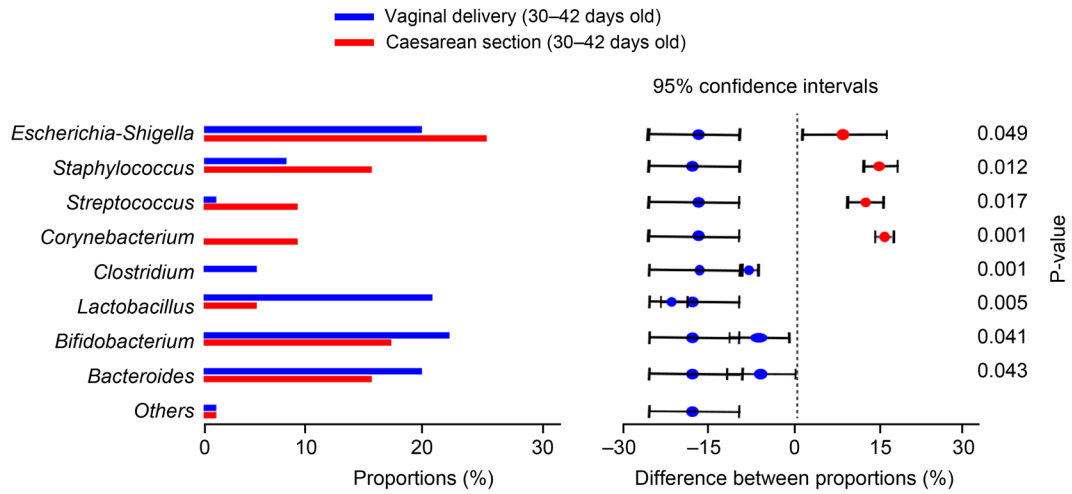 Vaginal delivery (30–42 days old)
Caesarean section (30–42 days old)
95% confidence intervals
Escherichia-Shigella
Staphylococcus
Streptococcus
Corynebacterium
Clostridium
Lactobacillus
Bifidobacterium
Bacteroides
Others
0.049
0.012
0.017
0.001
0.001
0.005
0.041
0.043
P-value
0 10 20 30
Proportions (%)
–30 –15 0 15 30
Difference between proportions (%)